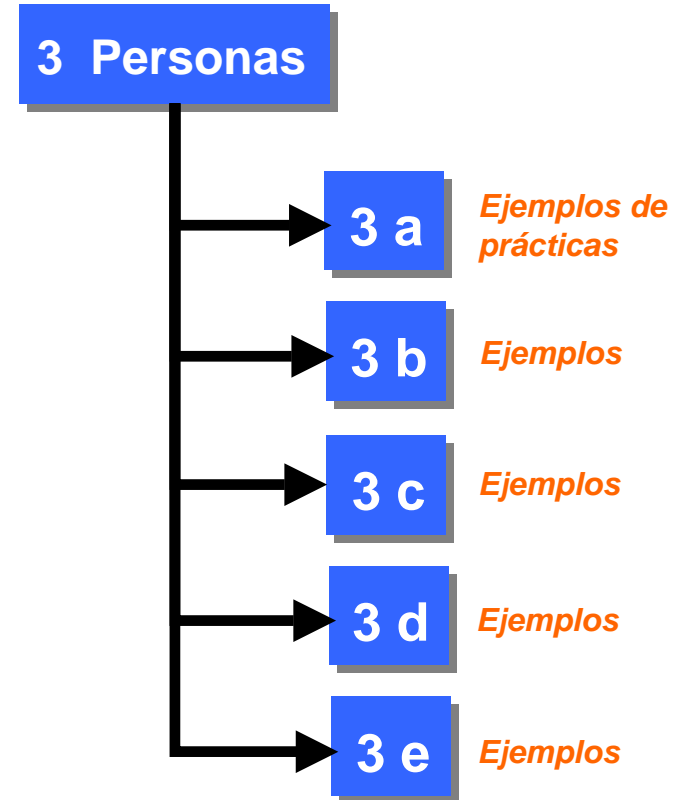 3 Personas
3 a
Ejemplos de
prácticas
3 b
Ejemplos
3 c
Ejemplos
3 d
Ejemplos
3 e
Ejemplos